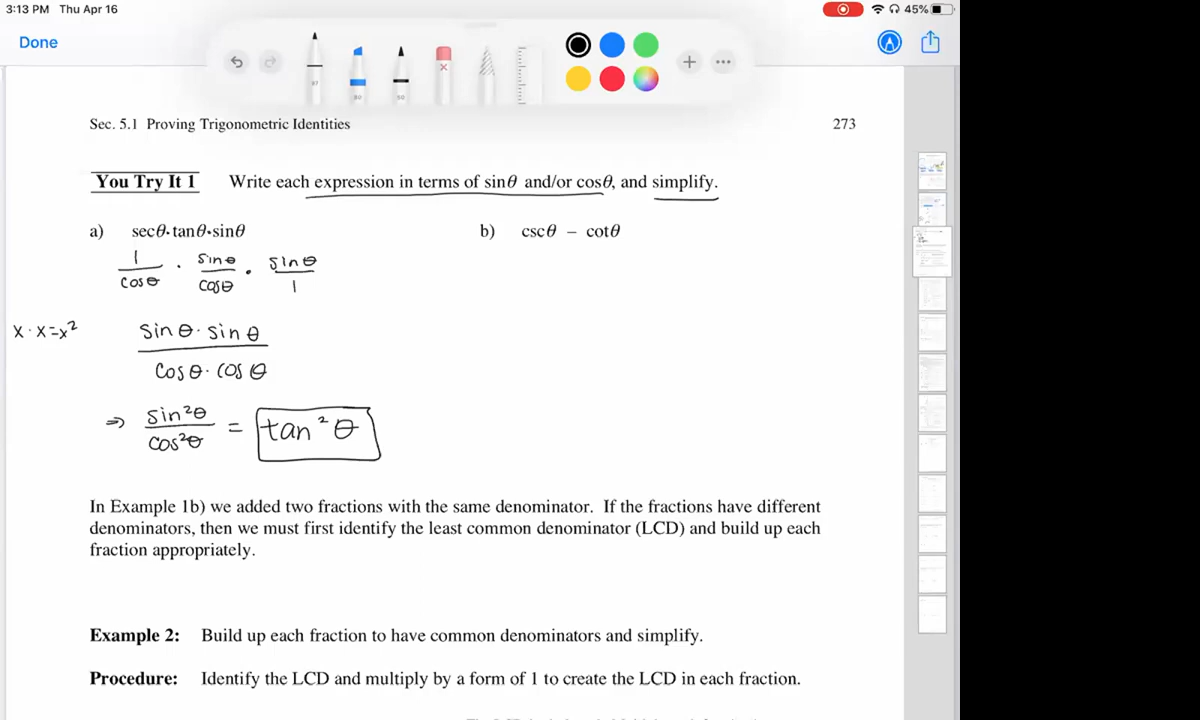 3:13 PM Thu Apr 16
45%
Done
97
80
50
Sec. 5.1 Proving Trigonometric Identities 273
You Try It 1 Write each expression in terms of sinθ and/or cosθ, and simplify.
a) secθ·tanθ·sinθ b) cscθ – cotθ
1/cosθ · sinθ/cosθ · sinθ/1
x·x=x² sinθ·sinθ
cosθ·cosθ
⇒ sin²θ/cos²θ = tan²θ
In Example 1b) we added two fractions with the same denominator. If the fractions have different
denominators, then we must first identify the least common denominator (LCD) and build up each
fraction appropriately.
Example 2: Build up each fraction to have common denominators and simplify.
Procedure: Identify the LCD and multiply by a form of 1 to create the LCD in each fraction.